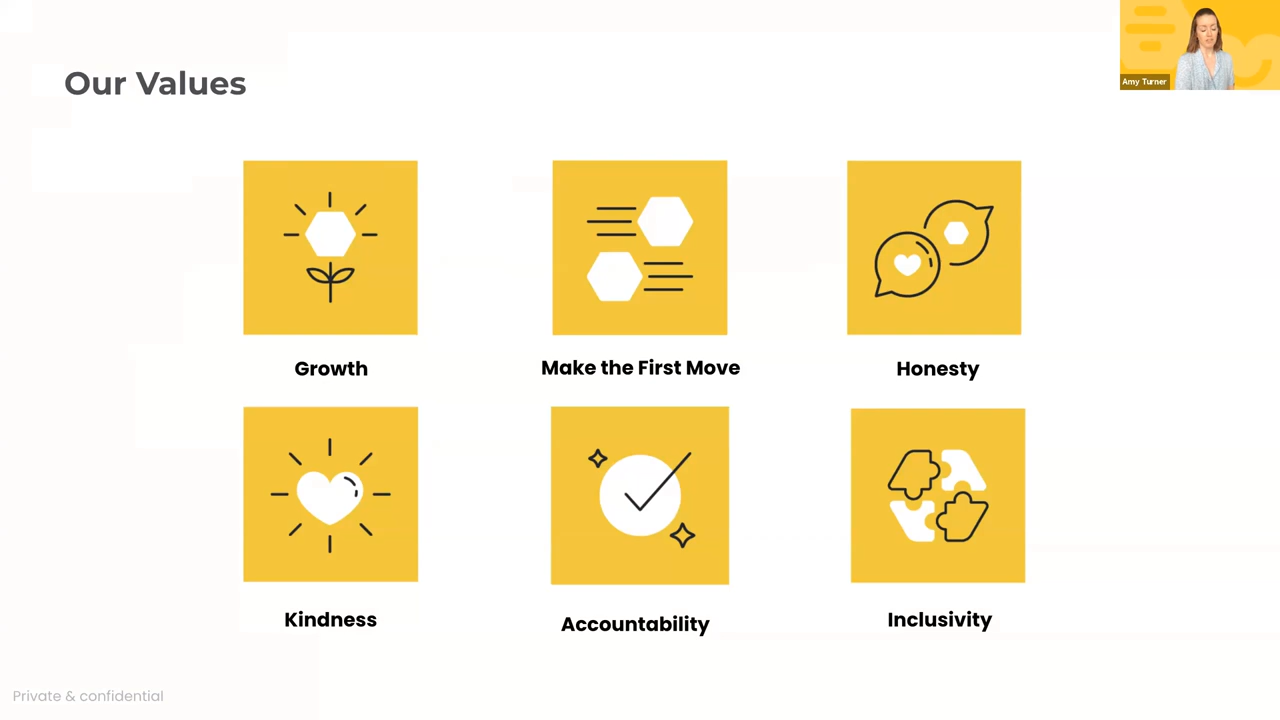 Our Values
Amy Turner
Growth
Make the First Move
Honesty
Kindness
Accountability
Inclusivity
Private & confidential